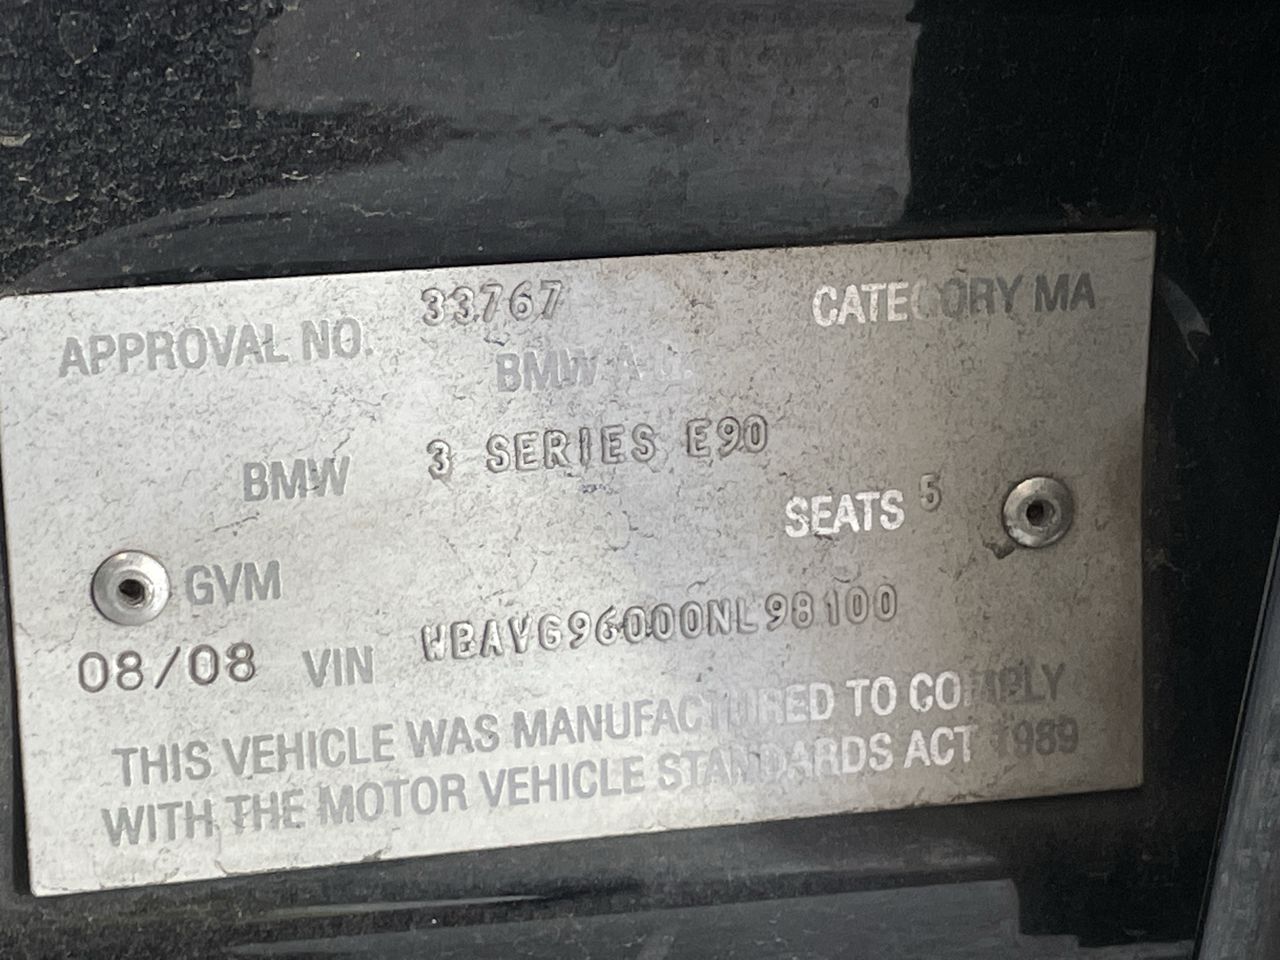 APPROVAL NO. 33767 CATEGORY MA
BMW A.G.
BMW 3 SERIES E90
SEATS 5
GVM
08/08 VIN WBAVG96000NL98100
THIS VEHICLE WAS MANUFACTURED TO COMPLY
WITH THE MOTOR VEHICLE STANDARDS ACT 1989